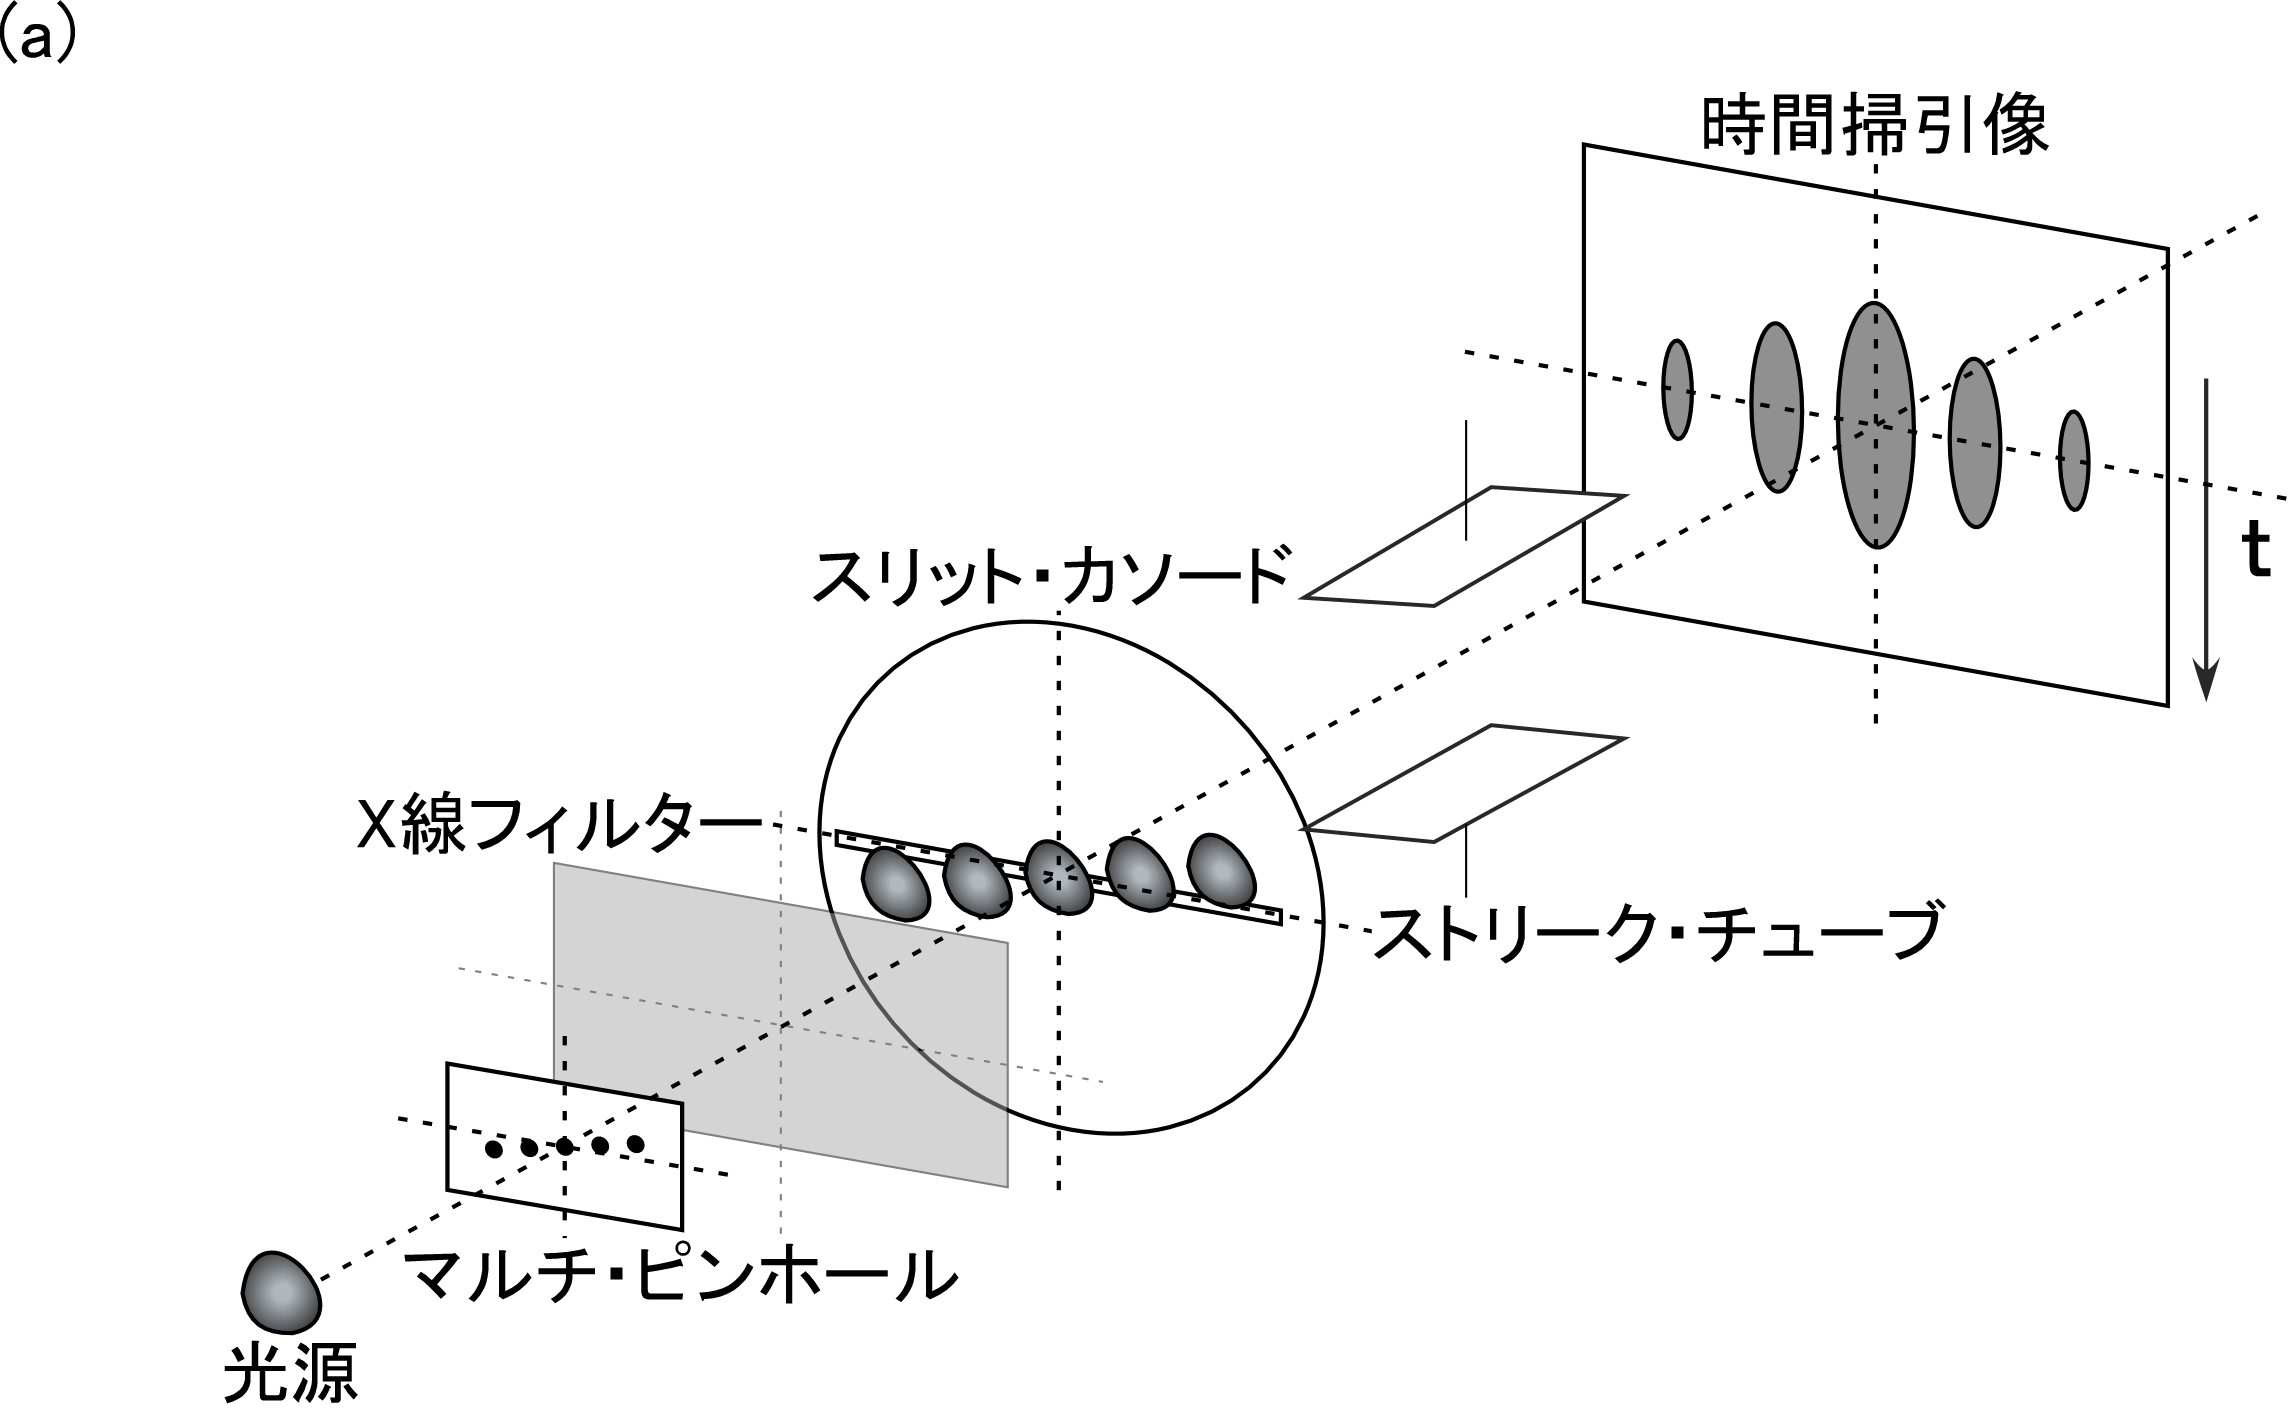 (a)
時間掃引像
スリット・カソード
t
X線フィルター
ストリーク・チューブ
マルチ・ピンホール
光源